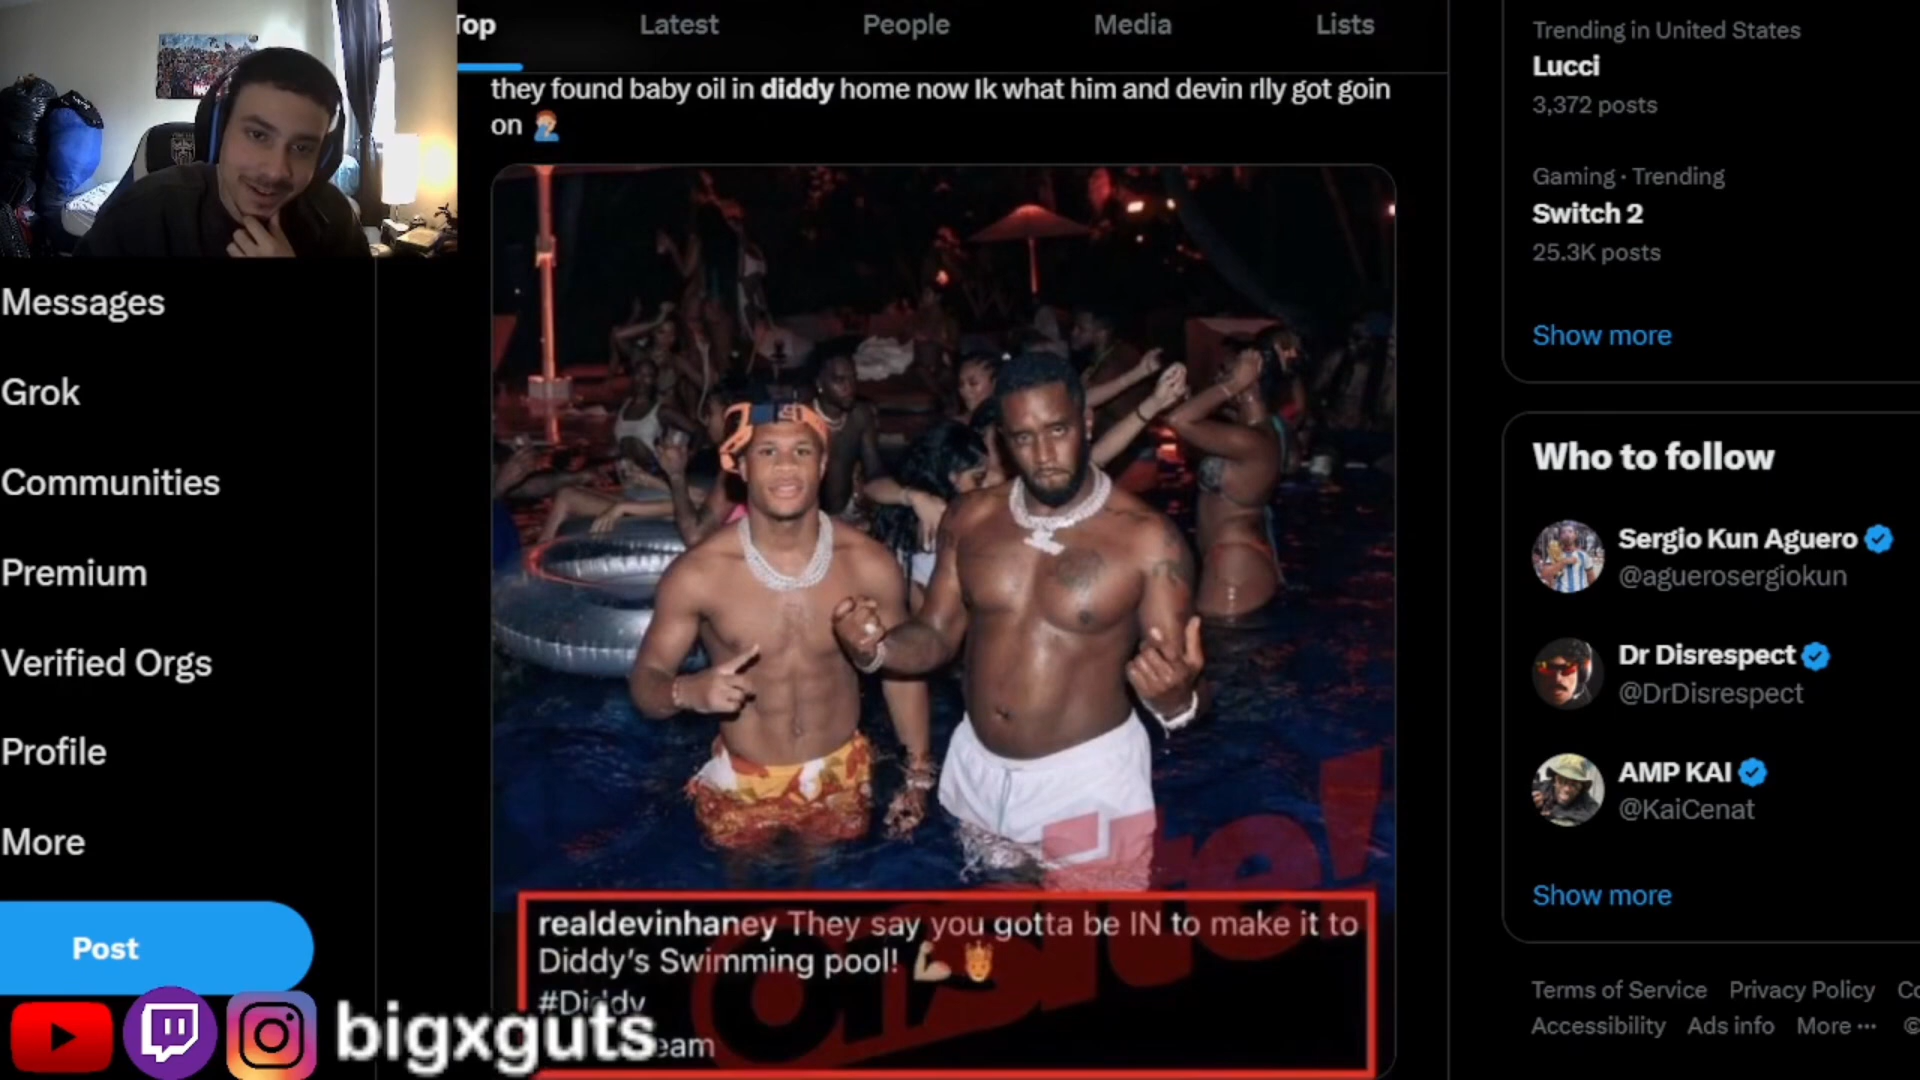 Top Latest People Media Lists
they found baby oil in diddy home now Ik what him and devin rlly got goin
on
realdevinhaney They say you gotta be IN to make it to
Diddy's Swimming pool!
#Diddy
eam
Onsite!
Messages
Grok
Communities
Premium
Verified Orgs
Profile
More
Post
bigxguts
Trending in United States
Lucci
3,372 posts
Gaming · Trending
Switch 2
25.3K posts
Show more
Who to follow
Sergio Kun Aguero
@aguerosergiokun
Dr Disrespect
@DrDisrespect
AMP KAI
@KaiCenat
Show more
Terms of Service Privacy Policy Co
Accessibility Ads info More ···